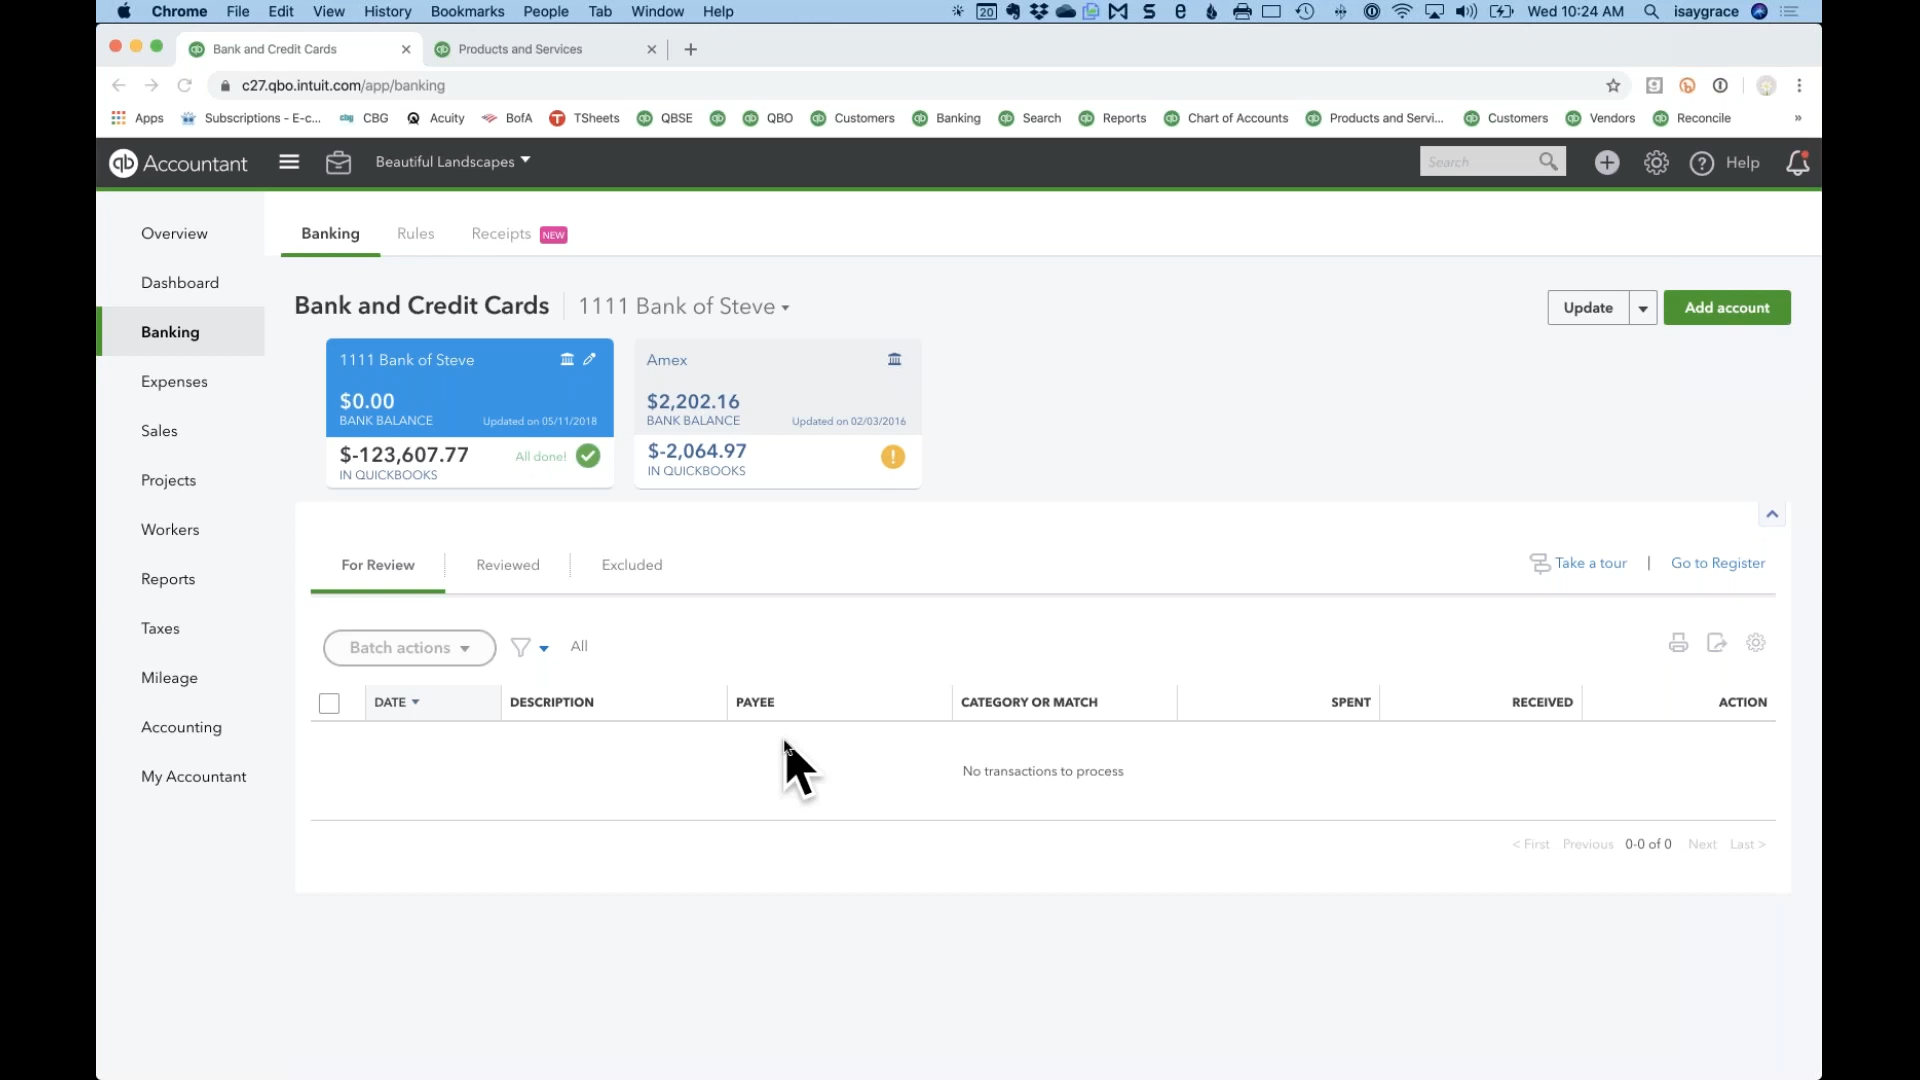 Chrome File Edit View History Bookmarks People Tab Window Help 20 Wed 10:24 AM isaygrace
Bank and Credit Cards Products and Services
c27.qbo.intuit.com/app/banking
Apps Subscriptions - E-c... cbg CBG Acuity BofA TSheets QBSE QBO Customers Banking Search Reports Chart of Accounts Products and Servi... Customers Vendors Reconcile »
qb Accountant Beautiful Landscapes Search Help
Overview
Dashboard
Banking
Expenses
Sales
Projects
Workers
Reports
Taxes
Mileage
Accounting
My Accountant
Banking Rules Receipts NEW
Bank and Credit Cards 1111 Bank of Steve
Update Add account
1111 Bank of Steve
$0.00
BANK BALANCE Updated on 05/11/2018
$-123,607.77 All done!
IN QUICKBOOKS
Amex
$2,202.16
BANK BALANCE Updated on 02/03/2016
$-2,064.97
IN QUICKBOOKS
For Review Reviewed Excluded Take a tour | Go to Register
Batch actions All
DATE DESCRIPTION PAYEE CATEGORY OR MATCH SPENT RECEIVED ACTION
No transactions to process
< First Previous 0-0 of 0 Next Last >